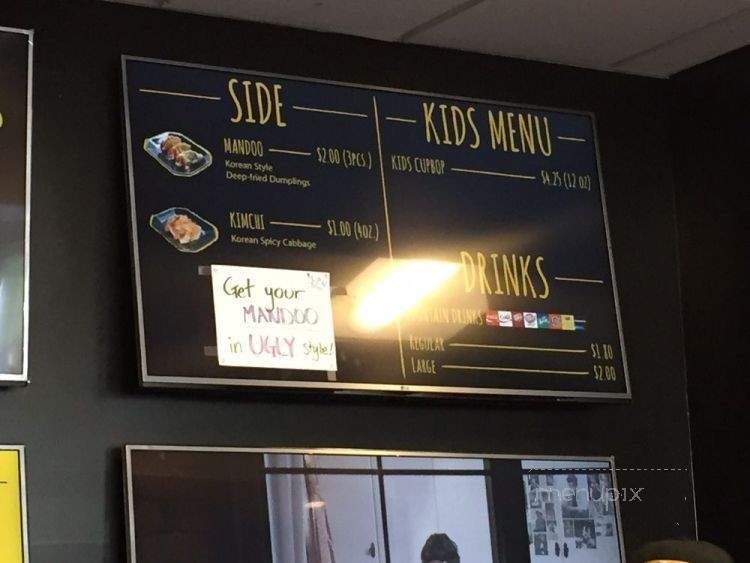 SIDE
MANDOO $2.00 (3PCS.)
Korean Style
Deep-fried Dumplings
KIMCHI $1.00 (4OZ.)
Korean Spicy Cabbage
Get your
MANDOO
in UGLY style!
KIDS MENU
KIDS CUPBOP $4.25 (12 OZ)
DRINKS
DRINKS
REGULAR $1.80
LARGE $2.00
LG
menupix